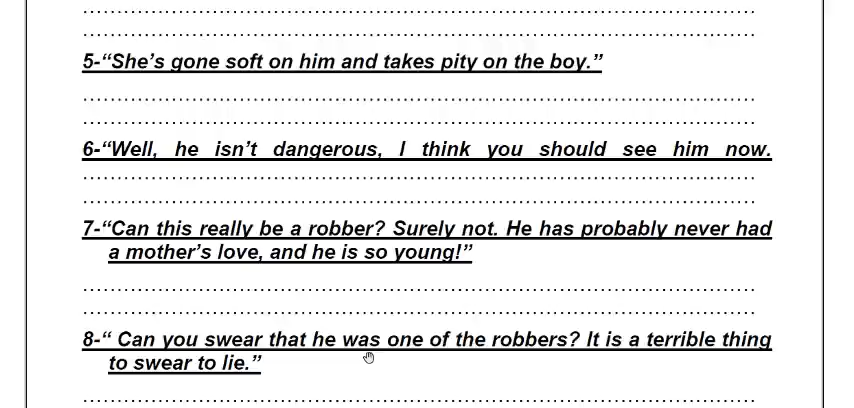 ……………………………………………………………………………………
……………………………………………………………………………………
5-“She’s gone soft on him and takes pity on the boy.”
……………………………………………………………………………………
……………………………………………………………………………………
6-“Well, he isn’t dangerous, I think you should see him now.
……………………………………………………………………………………
……………………………………………………………………………………
7-“Can this really be a robber? Surely not. He has probably never had
a mother’s love, and he is so young!”
……………………………………………………………………………………
……………………………………………………………………………………
8-“ Can you swear that he was one of the robbers? It is a terrible thing
to swear to lie.”
……………………………………………………………………………………